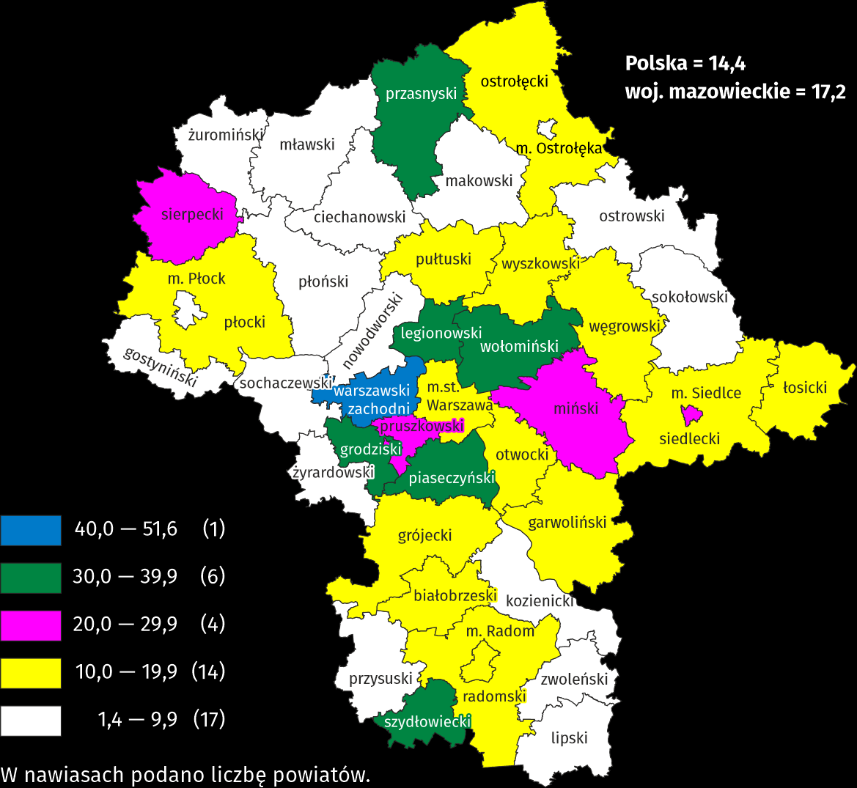 Polska = 14,4
woj. mazowieckie = 17,2
ostrołęcki
przasnyski
żuromiński
mławski
m. Ostrołęka
makowski
sierpecki
ciechanowski
ostrowski
pułtuski
wyszkowski
m. Płock
płoński
sokołowski
płocki
nowodworski
legionowski
węgrowski
wołomiński
gostyniński
sochaczewski
warszawski
zachodni
m.st.
Warszawa
m. Siedlce
łosicki
miński
pruszkowski
siedlecki
grodziski
otwocki
żyrardowski
piaseczyński
garwoliński
grójecki
białobrzeski
kozienicki
m. Radom
przysuski
zwoleński
radomski
szydłowiecki
lipski
40,0 — 51,6 (1)
30,0 — 39,9 (6)
20,0 — 29,9 (4)
10,0 — 19,9 (14)
1,4 — 9,9 (17)
W nawiasach podano liczbę powiatów.